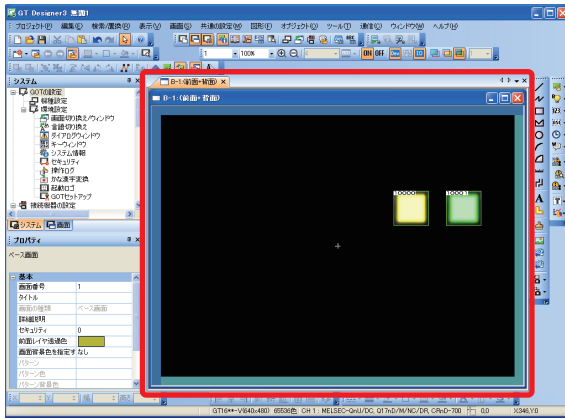 GT Designer3 無題1
プロジェクト(P) 編集(E) 検索/置換(R) 表示(V) 画面(S) 共通の設定(M) 図形(F) オブジェクト(O) ツール(T) 通信(C) ウィンドウ(W) ヘルプ(H)
1 100% ON OFF
システム
GOTの設定
機種設定
環境設定
画面切り換え/ウィンドウ
言語切り換え
ダイアログウィンドウ
キーウィンドウ
システム情報
セキュリティ
操作ログ
かな漢字変換
起動ロゴ
GOTセットアップ
接続機器の設定
システム 画面
プロパティ
ベース画面
基本
画面番号 1
タイトル
画面の種類 ベース画面
詳細説明
セキュリティ 0
前面レイヤ透過色
画面背景色を指定す なし
パターン
パターン色
パターン背景色
B-1:(前面+背面)
B-1:(前面+背面)
10000 10001
GT16**-V(640x480) 65536色 CH 1 : MELSEC-QnU/DC, Q17nD/M/NC/DR, CRnD-700 0,0 X346,Y0